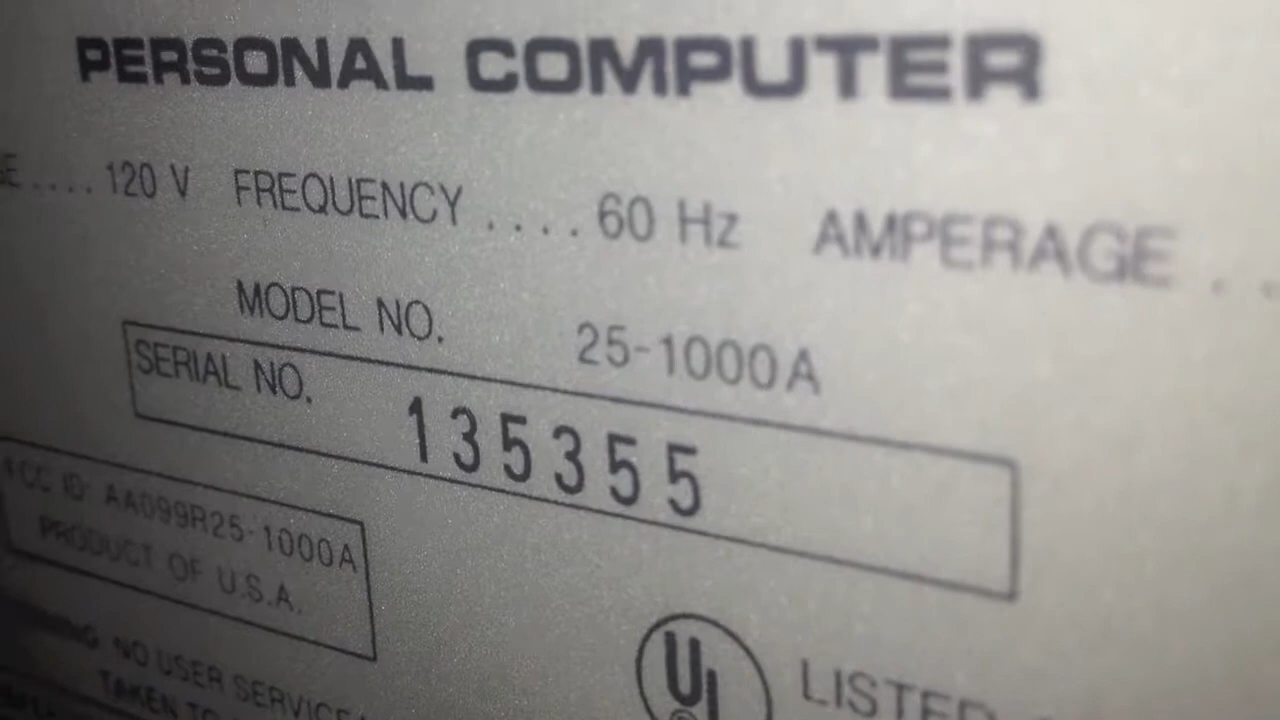 PERSONAL COMPUTER
.... 120 V FREQUENCY .... 60 Hz AMPERAGE . .
MODEL NO. 25-1000A
SERIAL NO. 135355
FCC ID: AA099R25-1000A
PRODUCT OF U.S.A.
UL LISTED
NO USER SERVICE
TAKEN TO